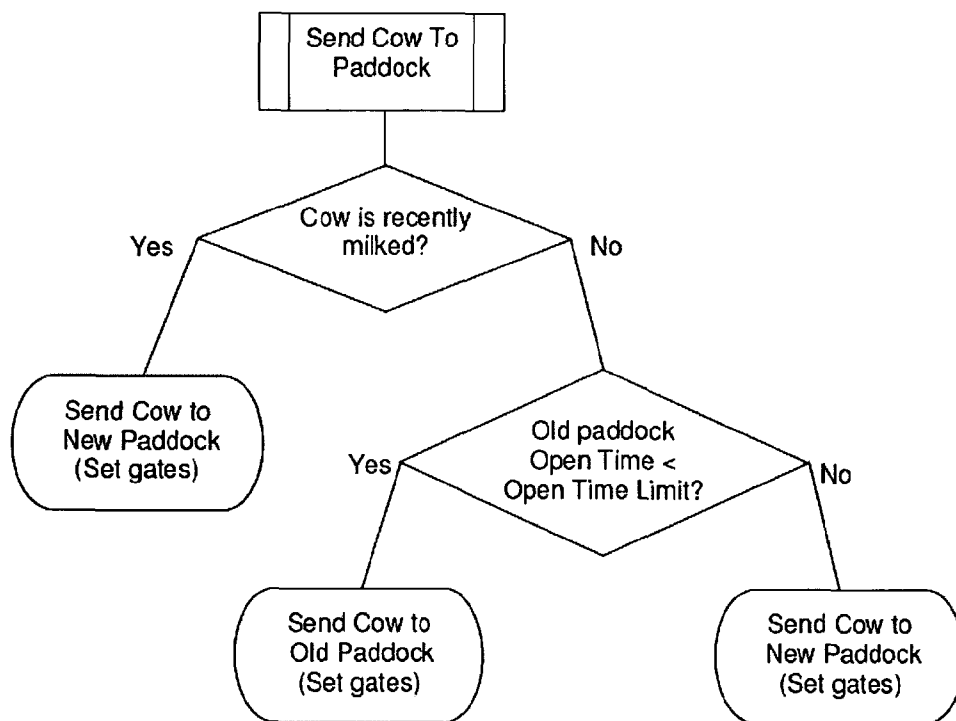 Send Cow To
Paddock
Cow is recently
milked?
Yes
No
Send Cow to
New Paddock
(Set gates)
Old paddock
Open Time <
Open Time Limit?
Yes
No
Send Cow to
Old Paddock
(Set gates)
Send Cow to
New Paddock
(Set gates)